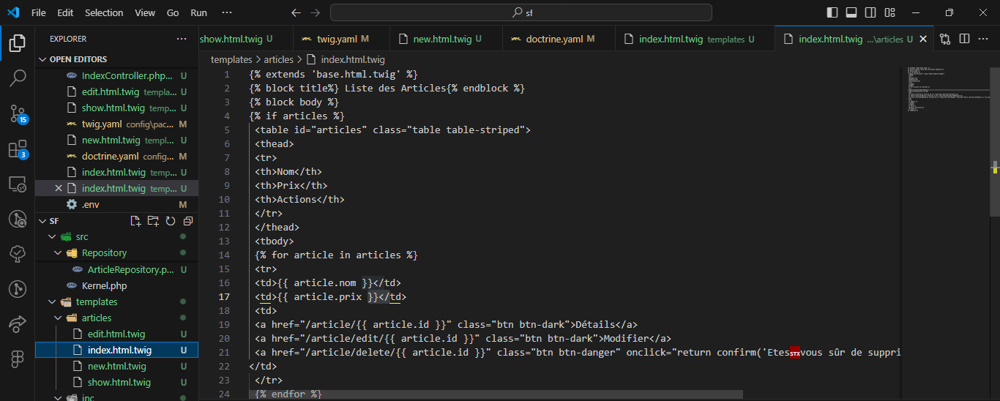 File Edit Selection View Go Run ··· sf
EXPLORER ···
show.html.twig U twig.yaml M new.html.twig U doctrine.yaml M index.html.twig templates U index.html.twig ...\articles U ···
OPEN EDITORS
templates > articles > index.html.twig
IndexController.php... U
edit.html.twig templa... U
show.html.twig temp... U
twig.yaml config\pac... M
new.html.twig templ... U
doctrine.yaml config... M
index.html.twig temp... U
index.html.twig temp... U
.env M
SF
src
Repository
ArticleRepository.p... U
Kernel.php
templates
articles
edit.html.twig U
index.html.twig U
new.html.twig U
show.html.twig U
inc
15
3
1 {% extends 'base.html.twig' %}
2 {% block title%} Liste des Articles{% endblock %}
3 {% block body %}
4 {% if articles %}
5 <table id="articles" class="table table-striped">
6 <thead>
7 <tr>
8 <th>Nom</th>
9 <th>Prix</th>
10 <th>Actions</th>
11 </tr>
12 </thead>
13 <tbody>
14 {% for article in articles %}
15 <tr>
16 <td>{{ article.nom }}</td>
17 <td>{{ article.prix }}</td>
18 <td>
19 <a href="/article/{{ article.id }}" class="btn btn-dark">Détails</a>
20 <a href="/article/edit/{{ article.id }}" class="btn btn-dark">Modifier</a>
21 <a href="/article/delete/{{ article.id }}" class="btn btn-danger" onclick="return confirm('Etes STX vous sûr de suppri
22 </td>
23 </tr>
24 {% endfor %}